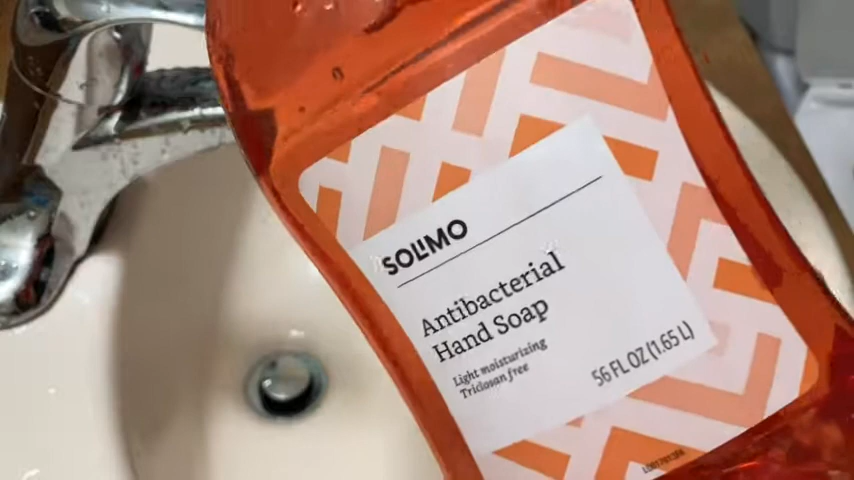 SOLIMO
Antibacterial
Hand Soap
Light moisturizing
Triclosan free
56 FL OZ (1.65 L)